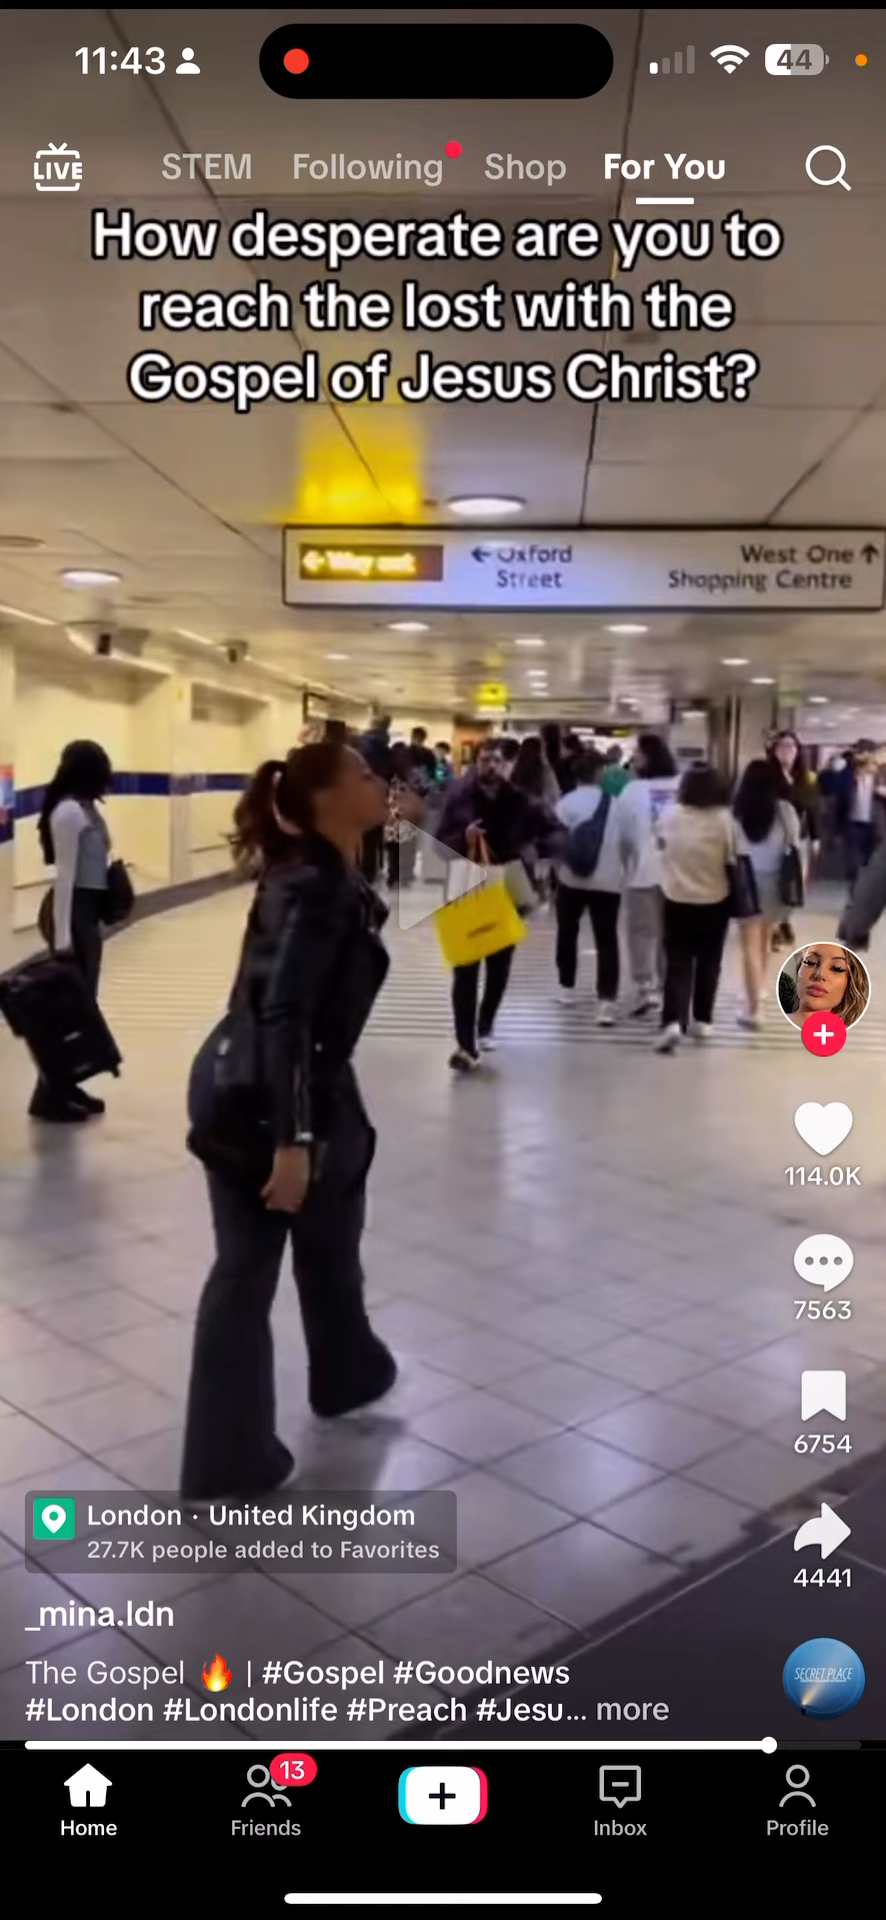 11:43
44
LIVE
STEM Following Shop For You
How desperate are you to
reach the lost with the
Gospel of Jesus Christ?
← Way out
← Oxford
Street
West One ↑
Shopping Centre
114.0K
7563
6754
4441
London · United Kingdom
27.7K people added to Favorites
_mina.ldn
The Gospel 🔥 | #Gospel #Goodnews
#London #Londonlife #Preach #Jesu... more
SECRET PLACE
13
Home Friends Inbox Profile